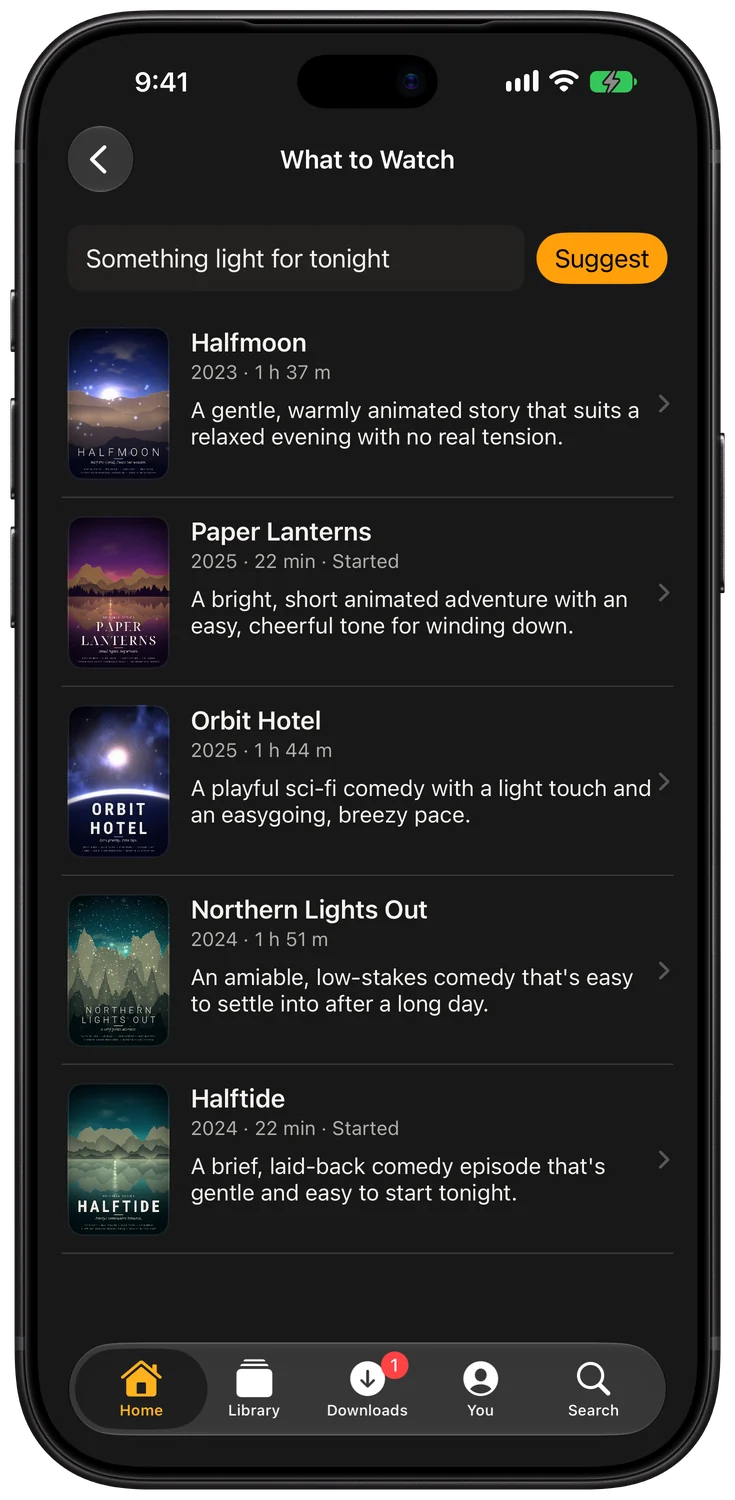 9:41
What to Watch
Something light for tonight
Suggest
HALFMOON
Halfmoon
2023 · 1 h 37 m
A gentle, warmly animated story that suits a
relaxed evening with no real tension.
PAPER
LANTERNS
Paper Lanterns
2025 · 22 min · Started
A bright, short animated adventure with an
easy, cheerful tone for winding down.
ORBIT
HOTEL
Orbit Hotel
2025 · 1 h 44 m
A playful sci-fi comedy with a light touch and
an easygoing, breezy pace.
NORTHERN
LIGHTS OUT
Northern Lights Out
2024 · 1 h 51 m
An amiable, low-stakes comedy that's easy
to settle into after a long day.
HALFTIDE
Halftide
2024 · 22 min · Started
A brief, laid-back comedy episode that's
gentle and easy to start tonight.
1
Home
Library
Downloads
You
Search